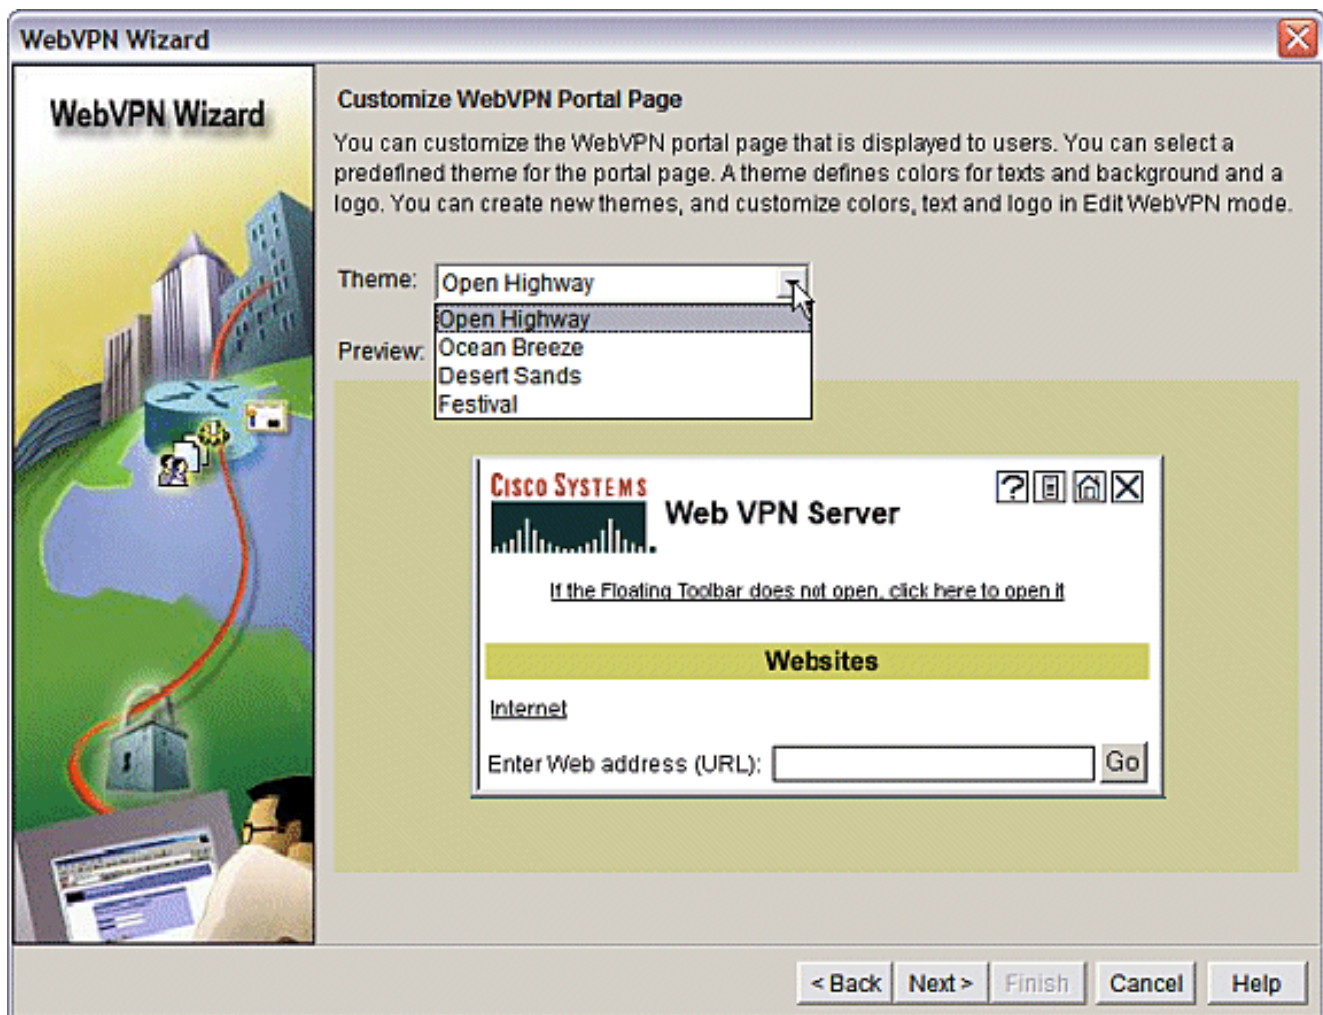 WebVPN Wizard
WebVPN Wizard
Customize WebVPN Portal Page
You can customize the WebVPN portal page that is displayed to users. You can select a
predefined theme for the portal page. A theme defines colors for texts and background and a
logo. You can create new themes, and customize colors, text and logo in Edit WebVPN mode.
Theme: Open Highway
Open Highway
Ocean Breeze
Desert Sands
Festival
Preview:
CISCO SYSTEMS
Web VPN Server
?
If the Floating Toolbar does not open, click here to open it
Websites
Internet
Enter Web address (URL): Go
< Back Next > Finish Cancel Help